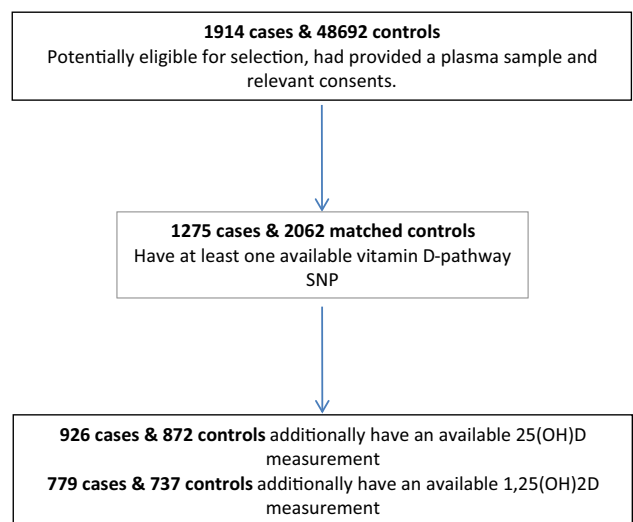 1914 cases & 48692 controls
Potentially eligible for selection, had provided a plasma sample and
relevant consents.
1275 cases & 2062 matched controls
Have at least one available vitamin D-pathway
SNP
926 cases & 872 controls additionally have an available 25(OH)D
measurement
779 cases & 737 controls additionally have an available 1,25(OH)2D
measurement